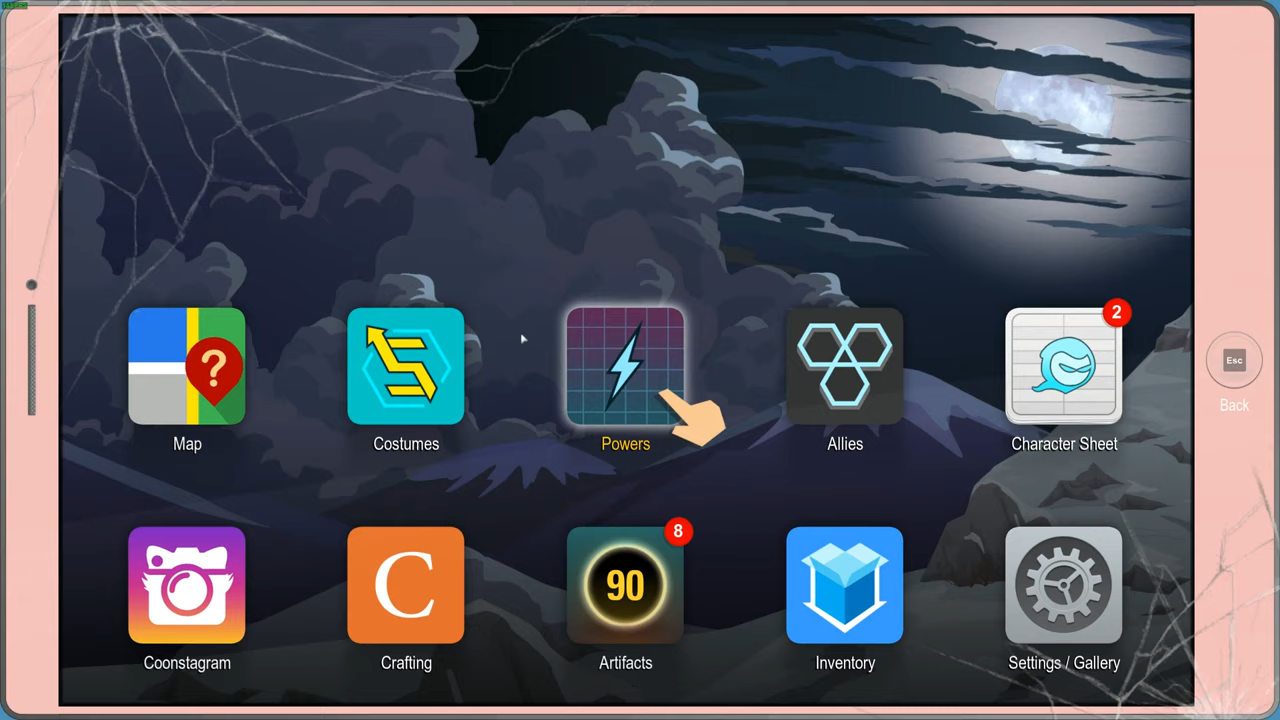 ?
2
Map
Costumes
Powers
Allies
Character Sheet
Esc
Back
8
C
90
Coonstagram
Crafting
Artifacts
Inventory
Settings / Gallery